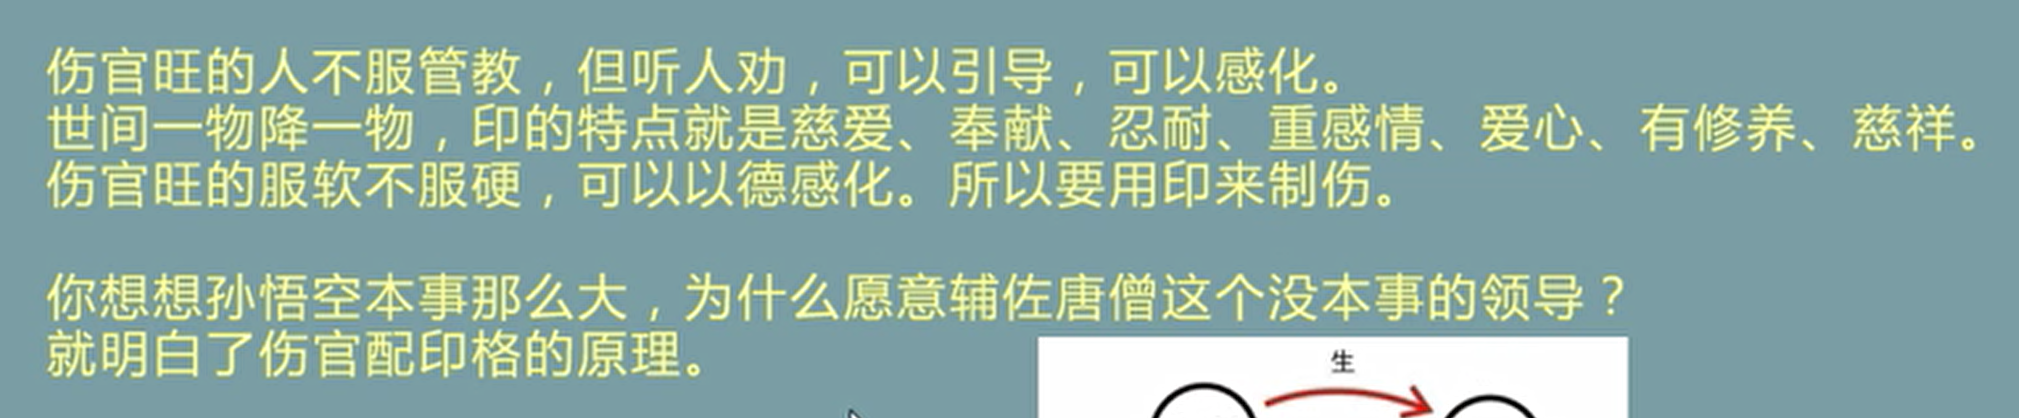 伤官旺的人不服管教，但听人劝，可以引导，可以感化。
世间一物降一物，印的特点就是慈爱、奉献、忍耐、重感情、爱心、有修养、慈祥。
伤官旺的服软不服硬，可以以德感化。所以要用印来制伤。
你想想孙悟空本事那么大，为什么愿意辅佐唐僧这个没本事的领导？
就明白了伤官配印格的原理。
生